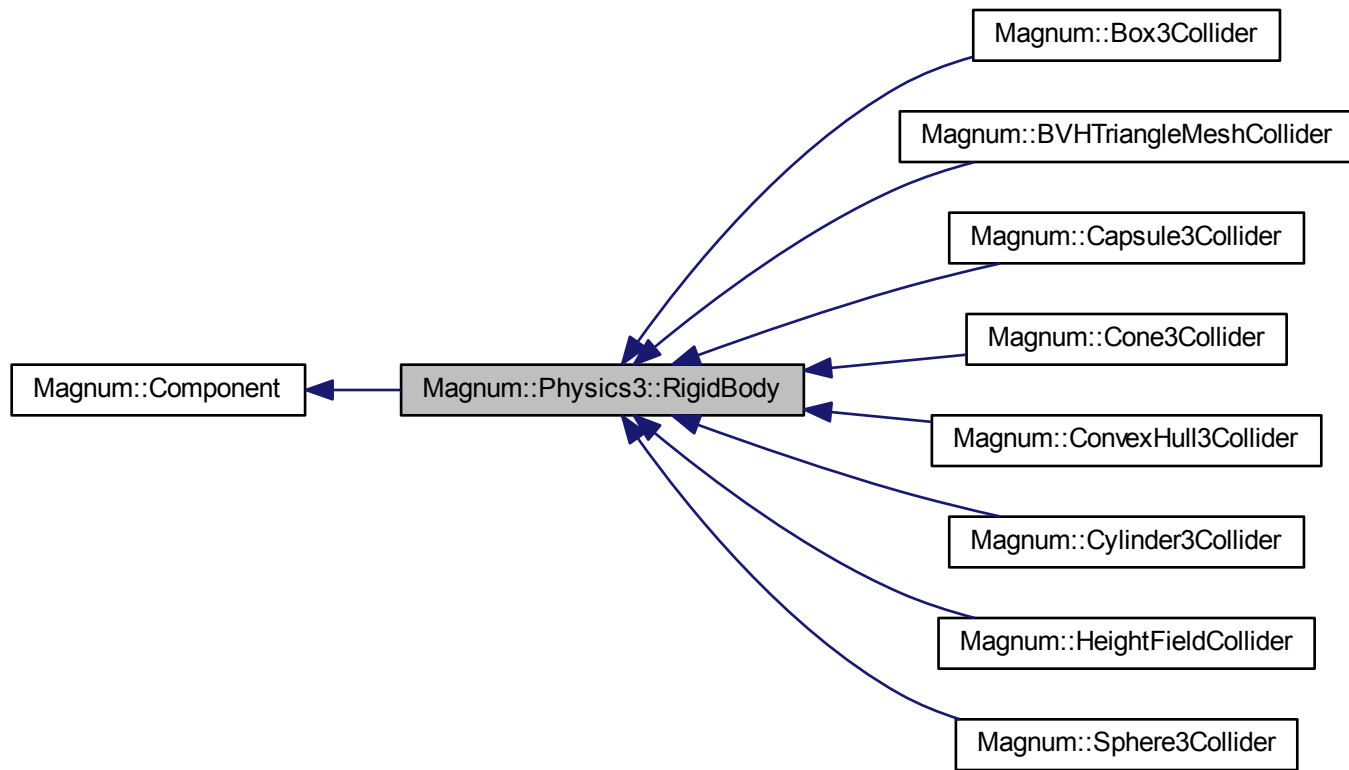 Magnum::Box3Collider
Magnum::BVHTriangleMeshCollider
Magnum::Capsule3Collider
Magnum::Cone3Collider
Magnum::Component
Magnum::Physics3::RigidBody
Magnum::ConvexHull3Collider
Magnum::Cylinder3Collider
Magnum::HeightFieldCollider
Magnum::Sphere3Collider